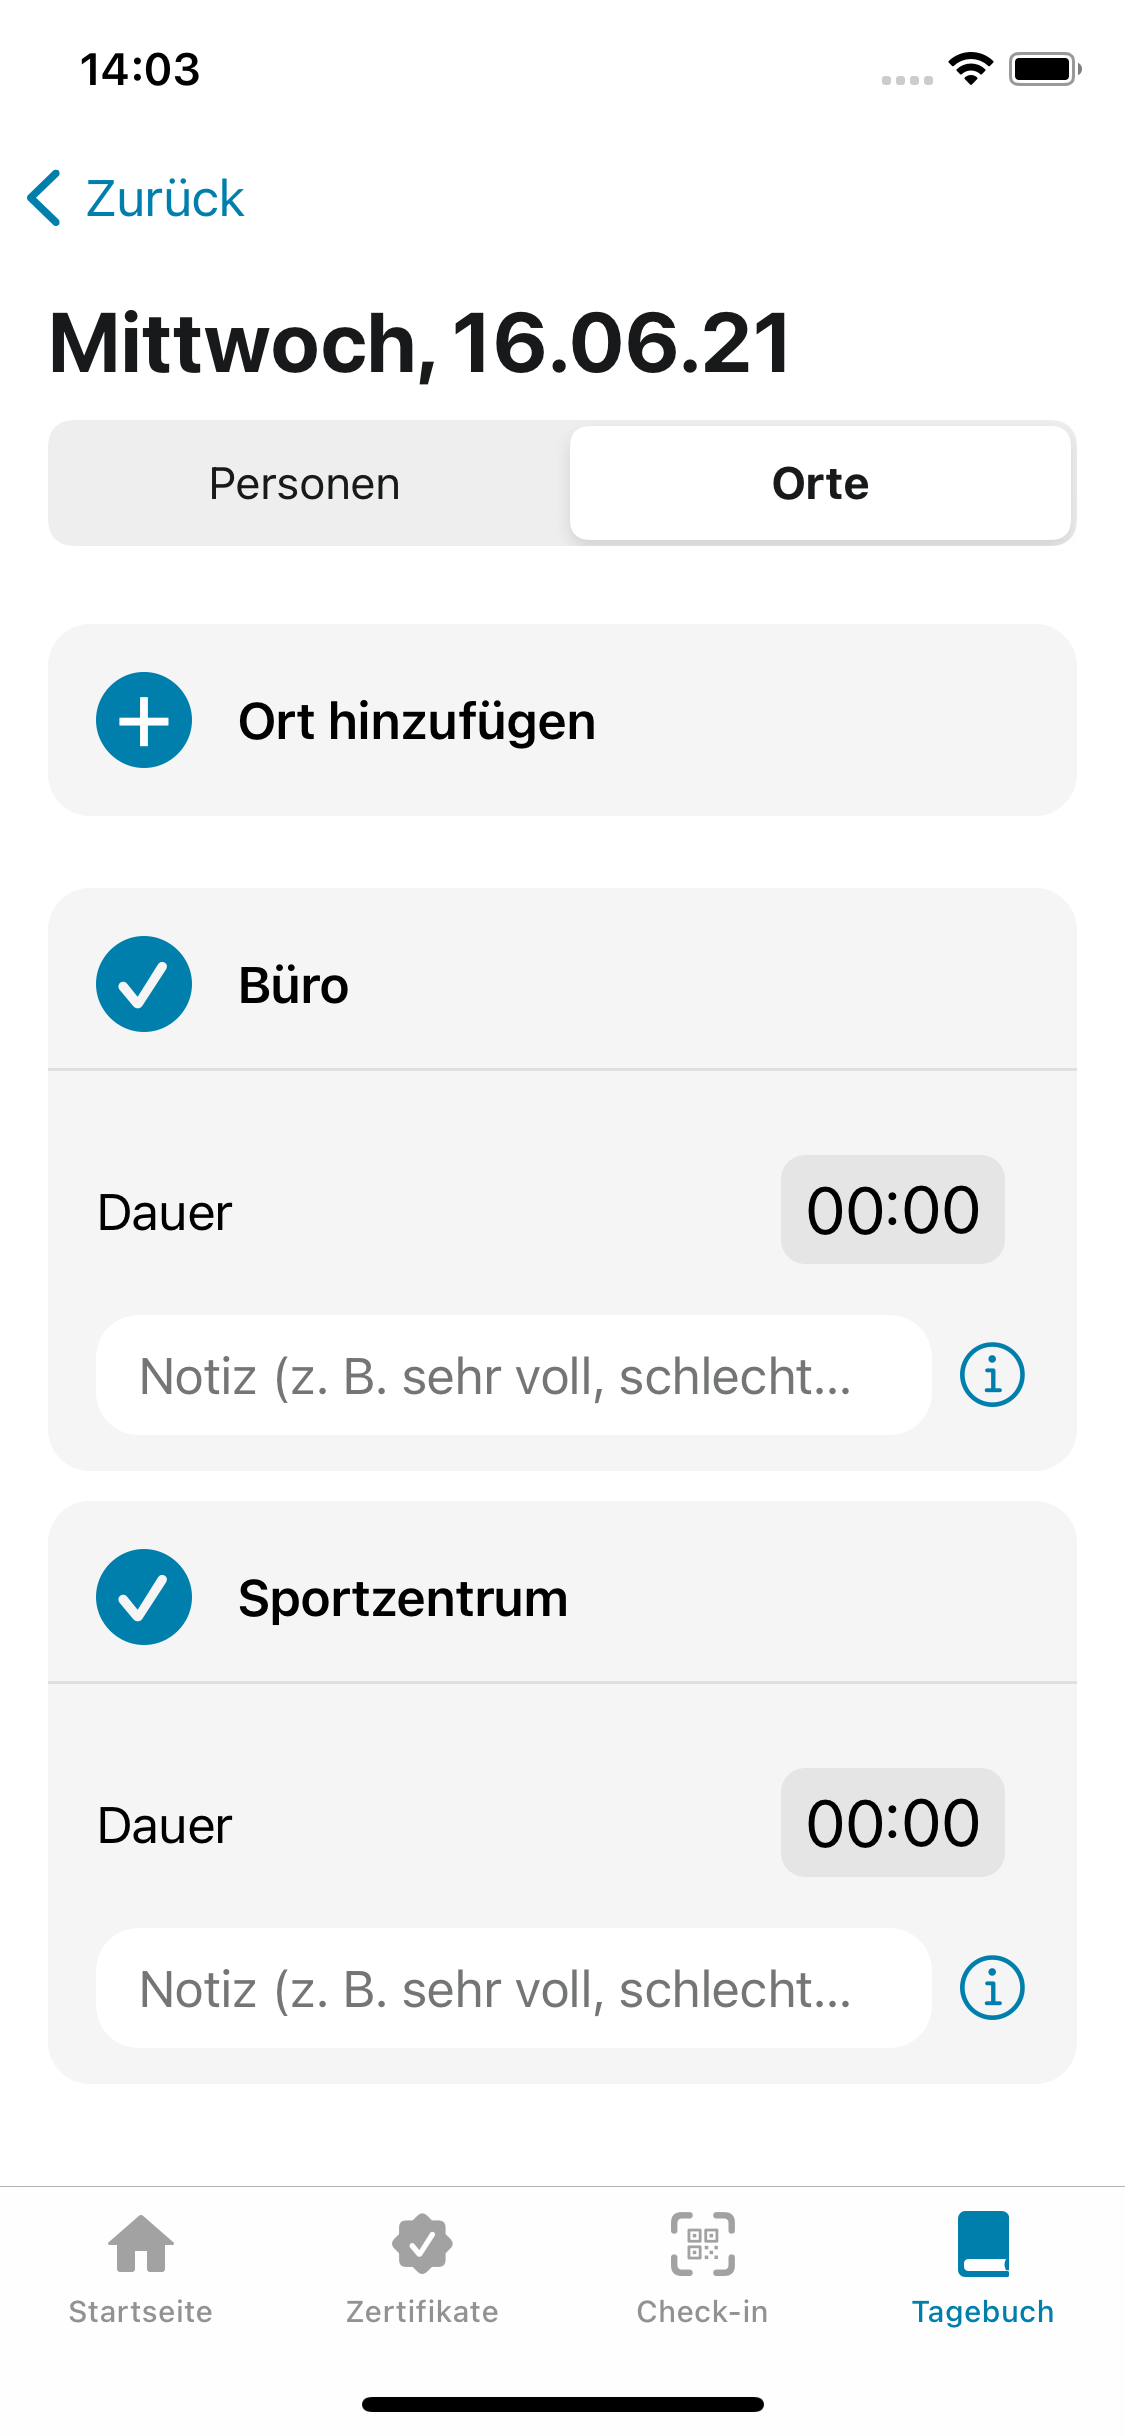 14:03
Zurück
Mittwoch, 16.06.21
Personen
Orte
Ort hinzufügen
Büro
Dauer
00:00
Notiz (z. B. sehr voll, schlecht...
Sportzentrum
Dauer
00:00
Notiz (z. B. sehr voll, schlecht...
Startseite
Zertifikate
Check-in
Tagebuch